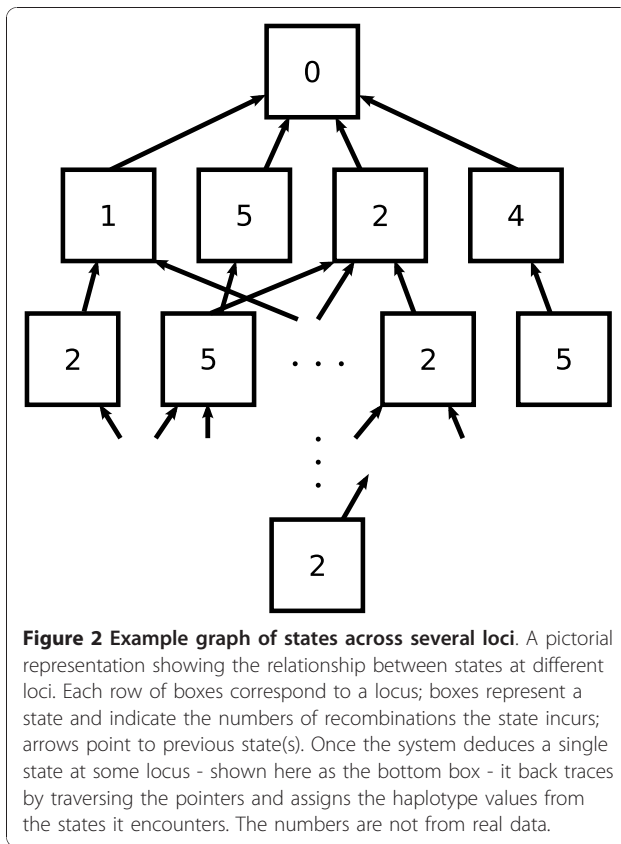 0
1 5 2 4
2 5 . . . 2 5
.
.
.
2
Figure 2 Example graph of states across several loci. A pictorial
representation showing the relationship between states at different
loci. Each row of boxes correspond to a locus; boxes represent a
state and indicate the numbers of recombinations the state incurs;
arrows point to previous state(s). Once the system deduces a single
state at some locus - shown here as the bottom box - it back traces
by traversing the pointers and assigns the haplotype values from
the states it encounters. The numbers are not from real data.